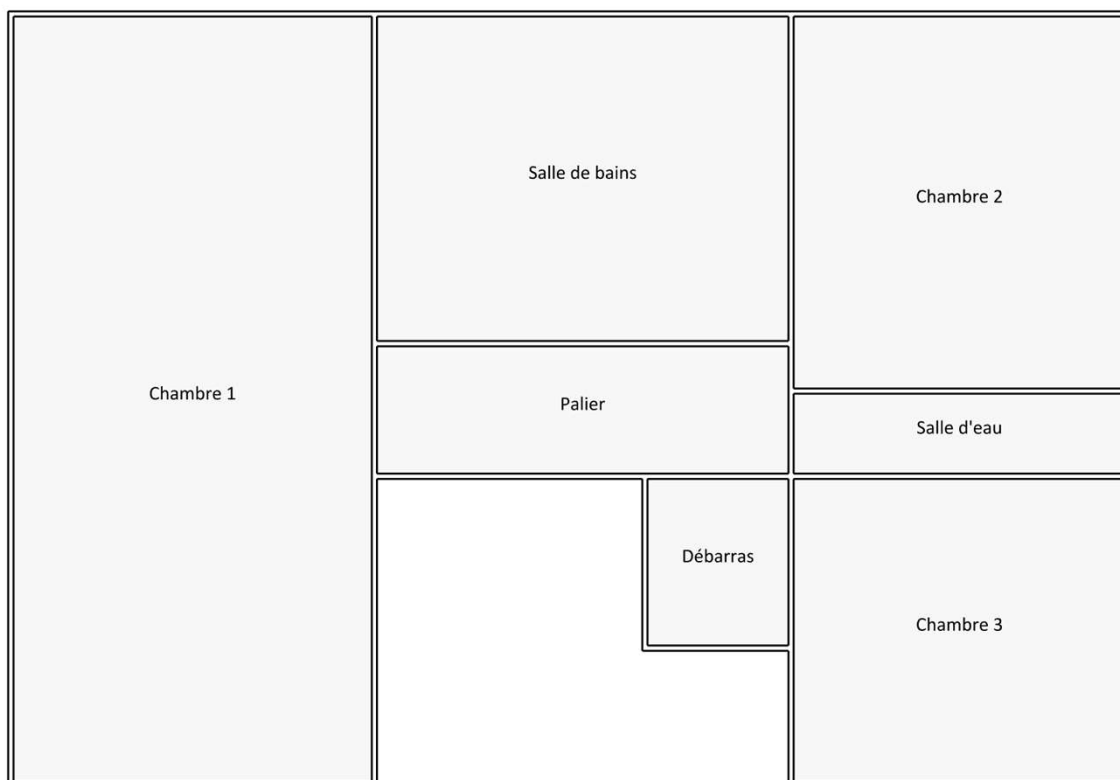 Salle de bains
Chambre 2
Chambre 1
Palier
Salle d'eau
Débarras
Chambre 3